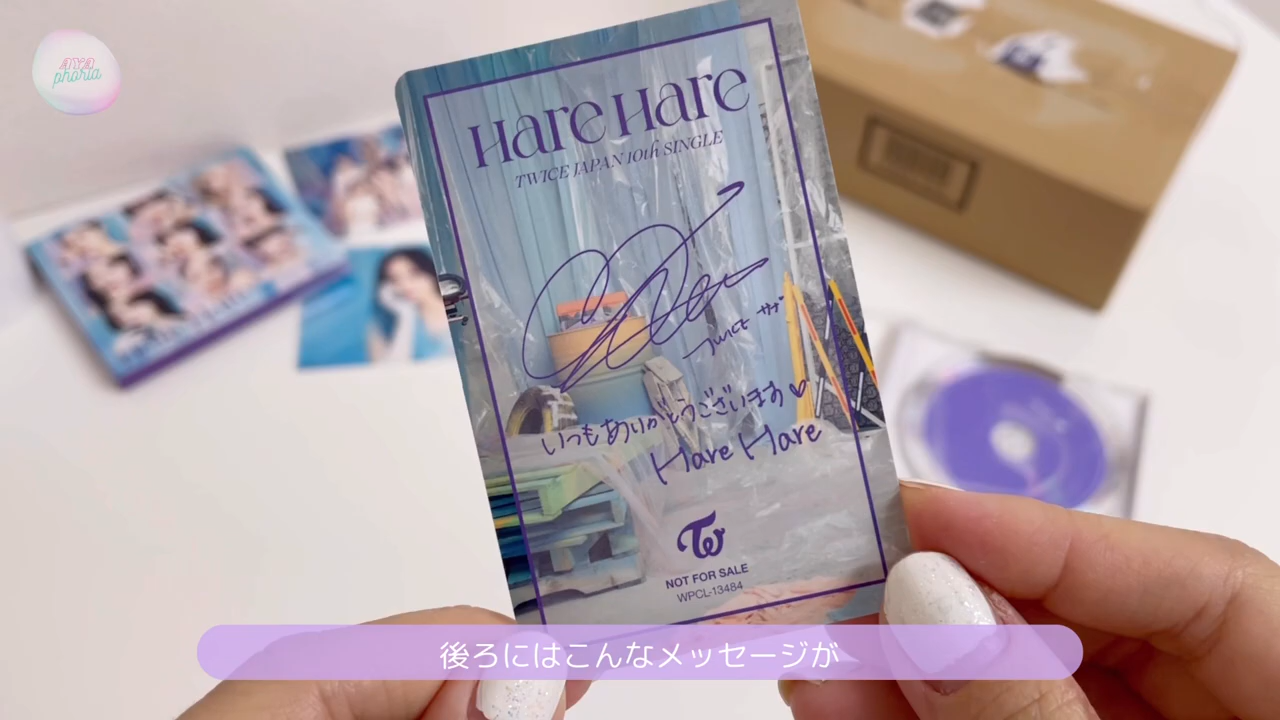 AYA
phoria
Hare Hare
TWICE JAPAN 10th SINGLE
TWICE サナ
いつもありがとうございます♡
Hare Hare
NOT FOR SALE
WPCL-13484
後ろにはこんなメッセージが